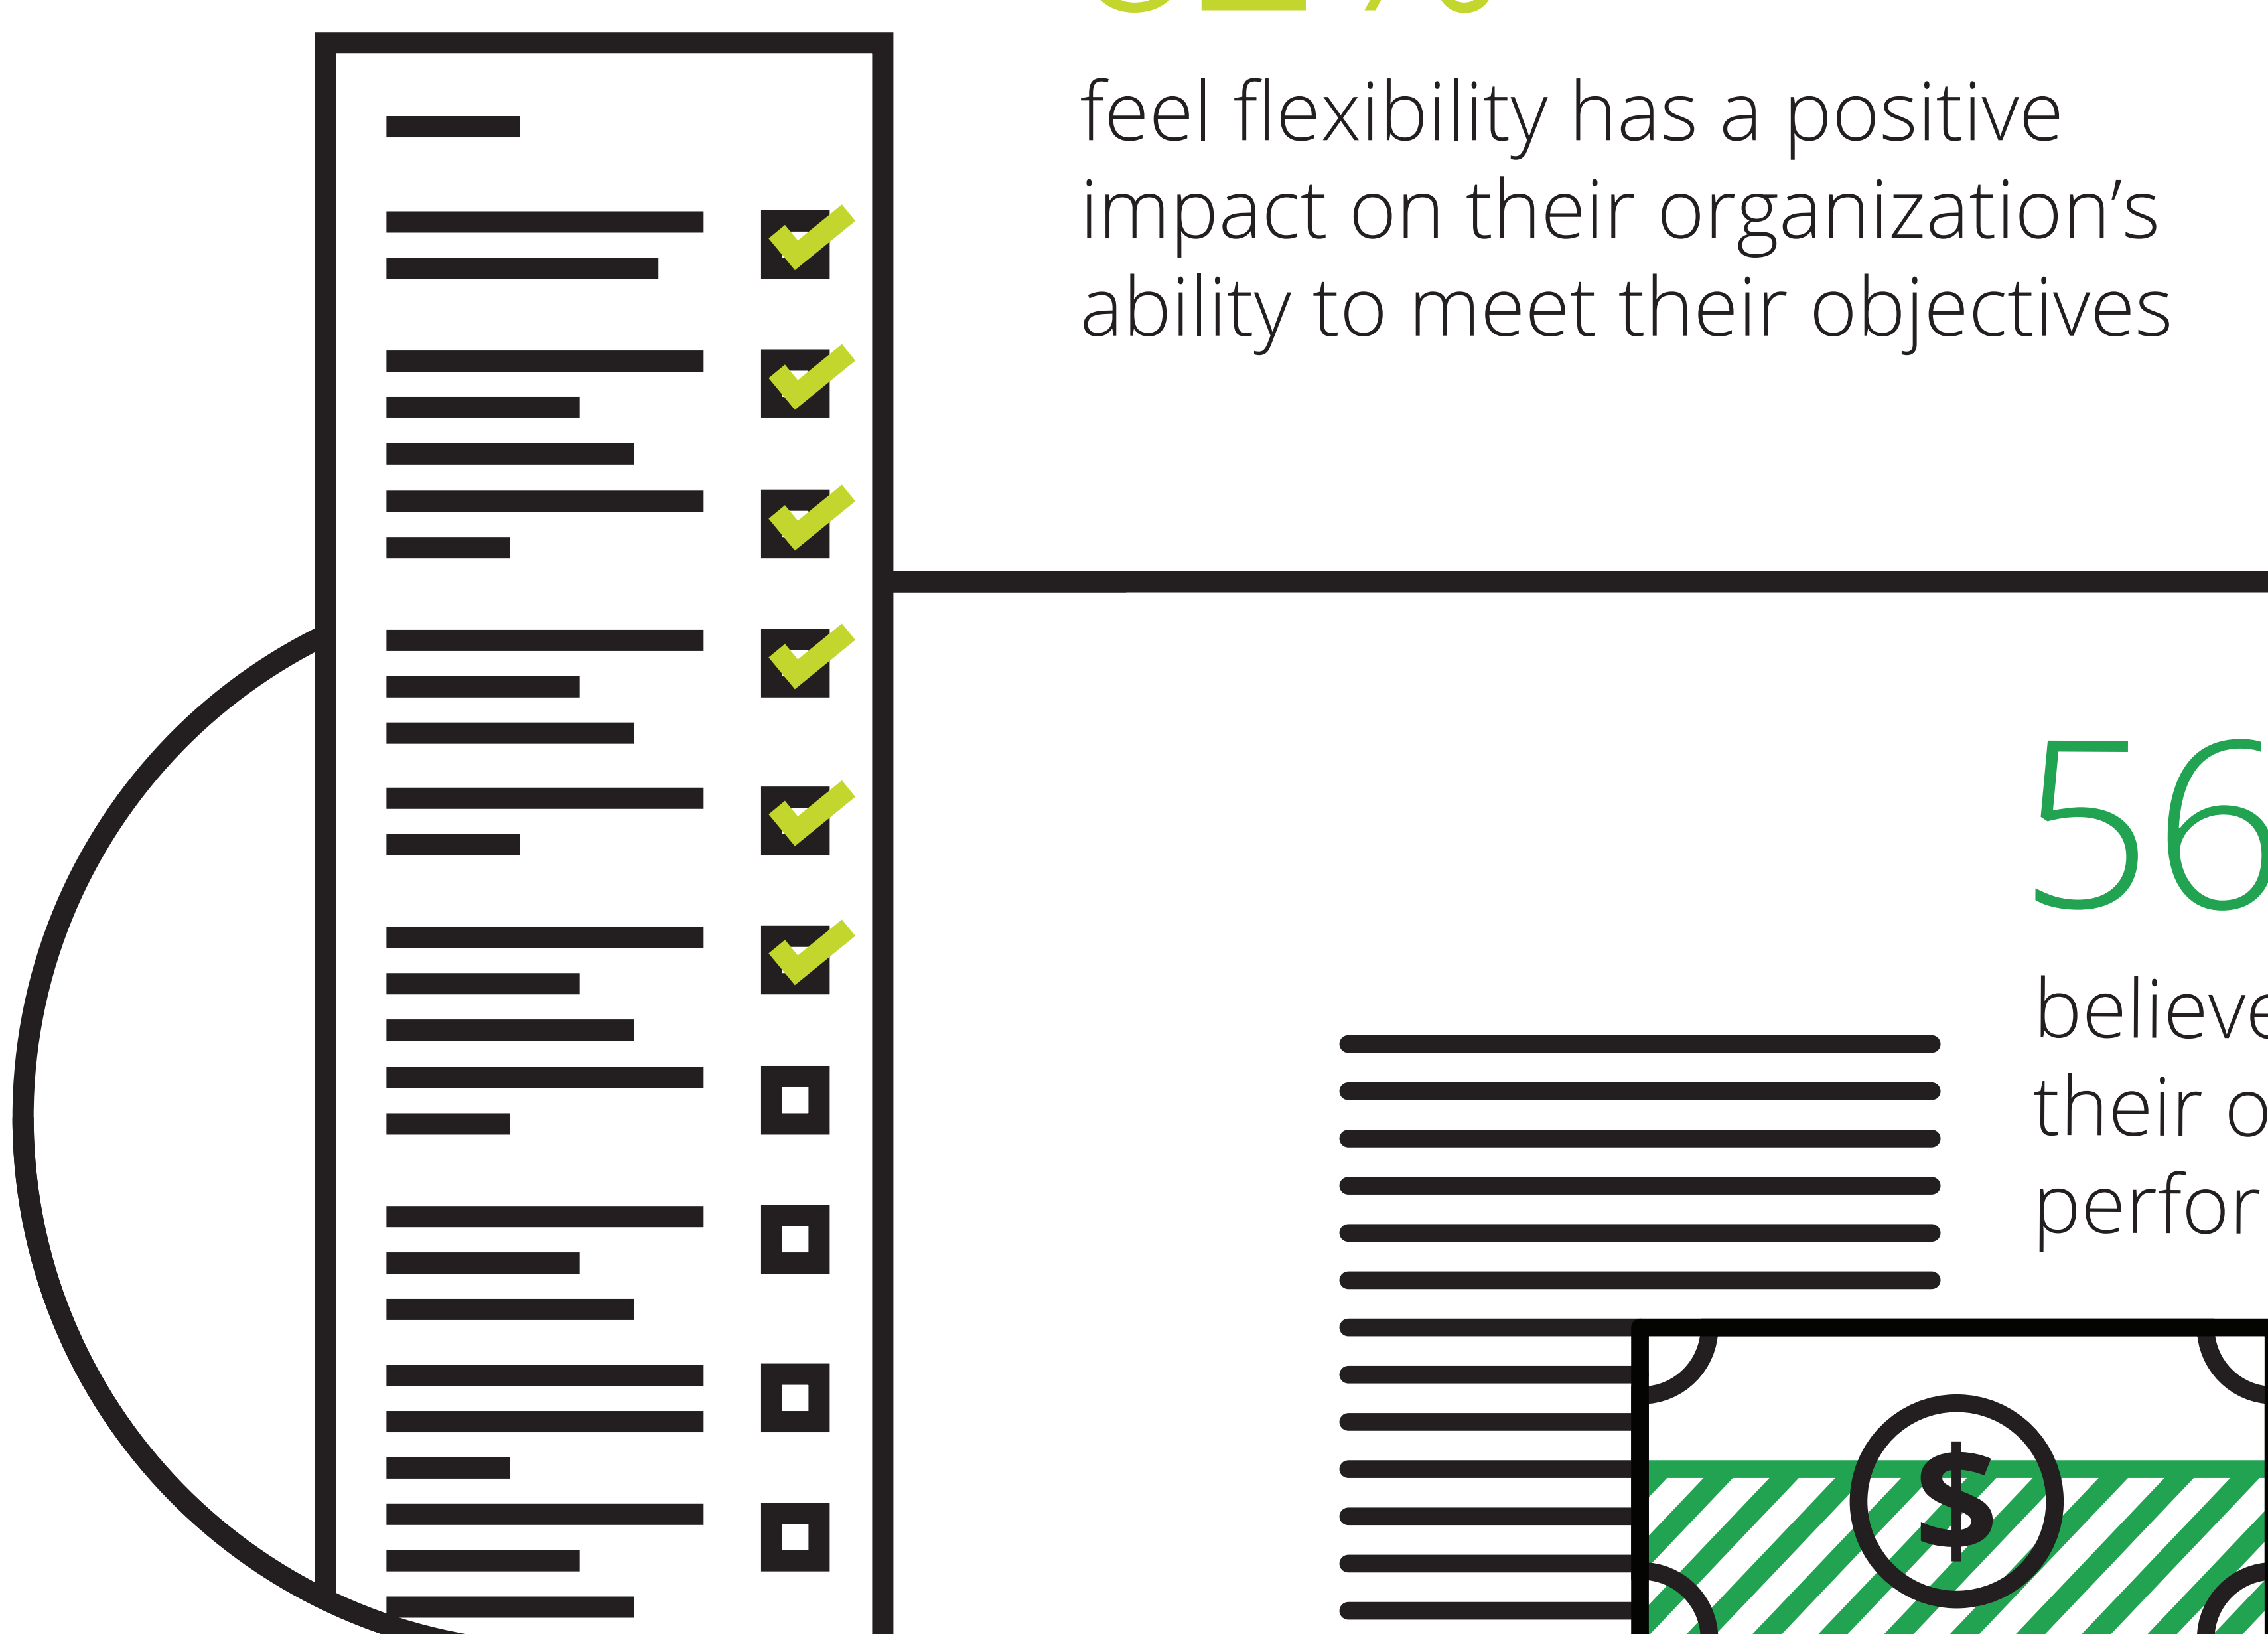 feel flexibility has a positive
impact on their organization’s
ability to meet their objectives
56
believe
their
$